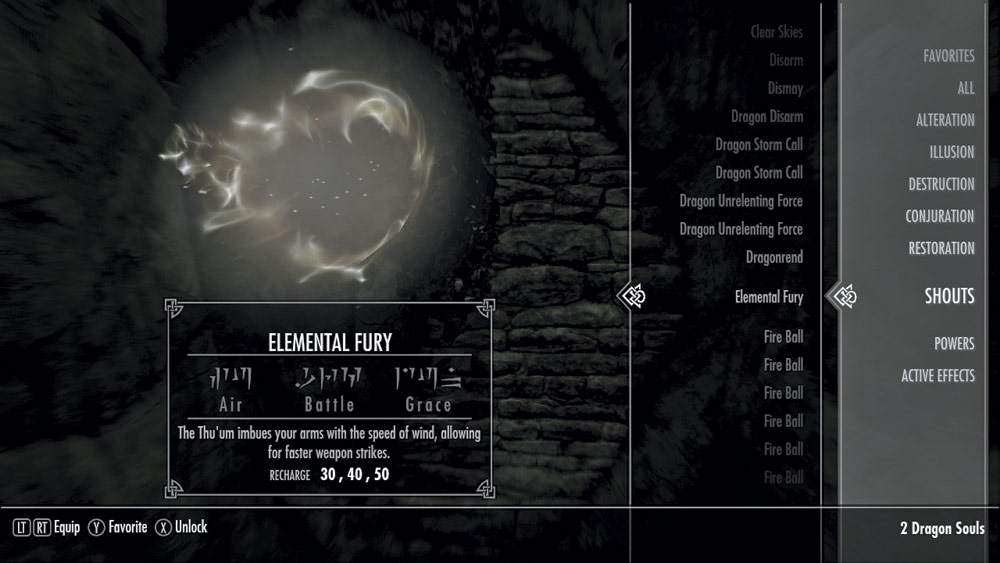 Clear Skies
Disarm
Dismay
Dragon Disarm
Dragon Storm Call
Dragon Storm Call
Dragon Unrelenting Force
Dragon Unrelenting Force
Dragonrend
Elemental Fury
Fire Ball
Fire Ball
Fire Ball
Fire Ball
Fire Ball
Fire Ball
FAVORITES
ALL
ALTERATION
ILLUSION
DESTRUCTION
CONJURATION
RESTORATION
SHOUTS
POWERS
ACTIVE EFFECTS
ELEMENTAL FURY
Air Battle Grace
The Thu'um imbues your arms with the speed of wind, allowing
for faster weapon strikes.
RECHARGE 30 , 40 , 50
LT RT Equip Y Favorite X Unlock
2 Dragon Souls